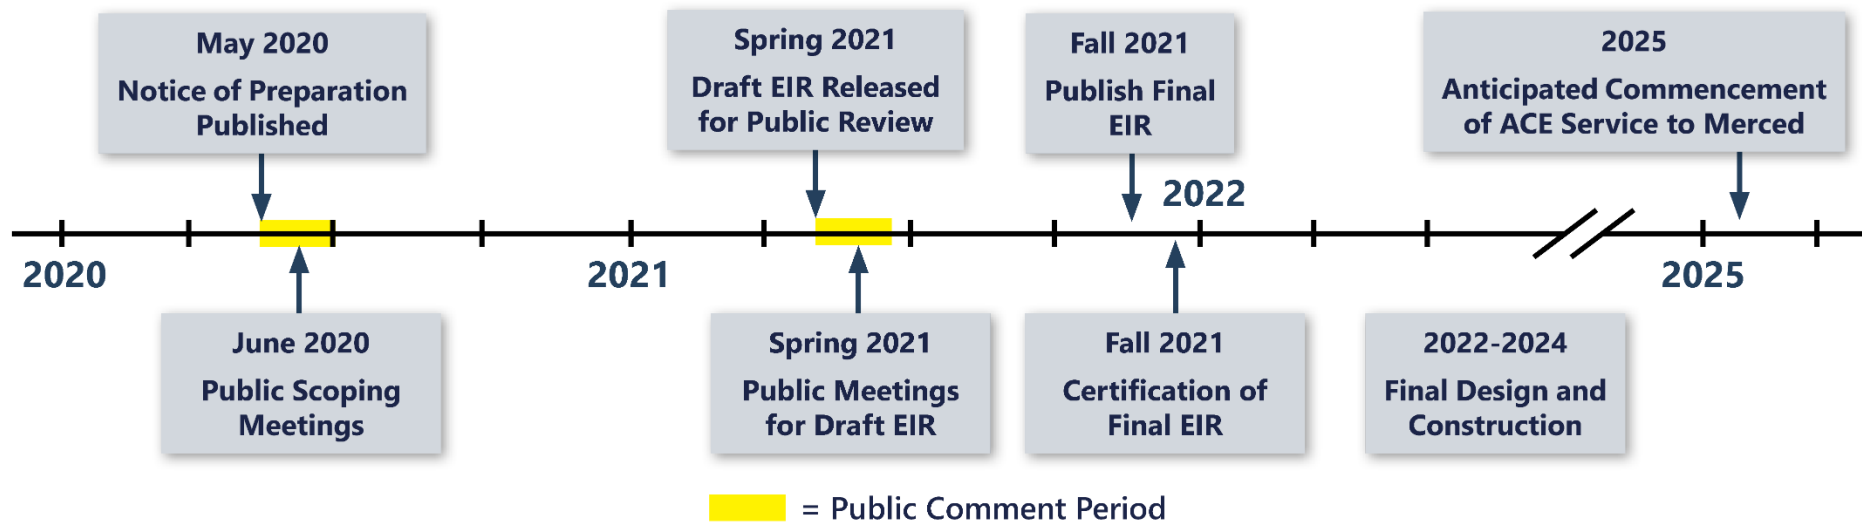 May 2020
Notice of Preparation
Published
Spring 2021
Draft EIR Released
for Public Review
Fall 2021
Publish Final
EIR
2025
Anticipated Commencement
of ACE Service to Merced
2022
2020
2021
2025
June 2020
Public Scoping
Meetings
Spring 2021
Public Meetings
for Draft EIR
Fall 2021
Certification of
Final EIR
2022-2024
Final Design and
Construction
= Public Comment Period